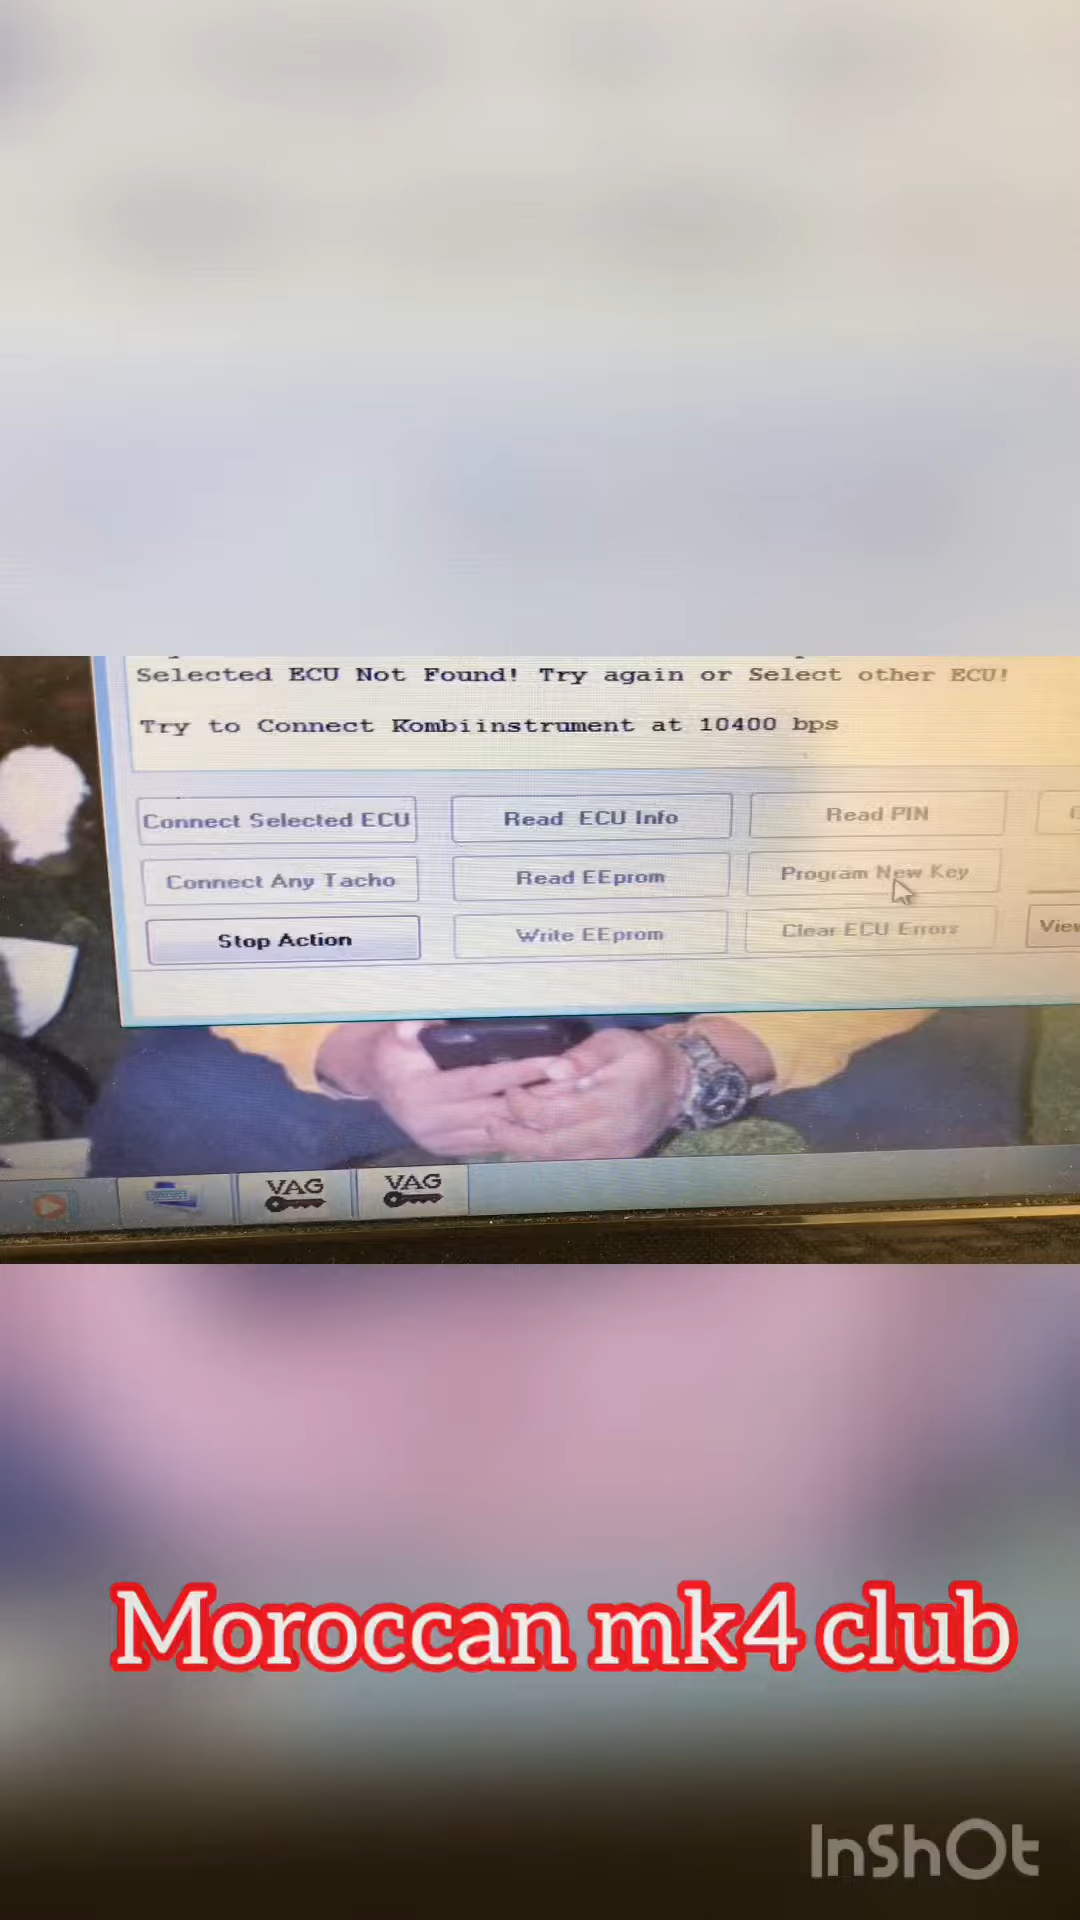 Selected ECU Not Found! Try again or Select other ECU!
Try to Connect Kombiinstrument at 10400 bps
Connect Selected ECU
Read ECU Info
Read PIN
Connect Any Tacho
Read EEprom
Program New Key
Stop Action
Write EEprom
Clear ECU Errors
View
VAG
VAG
Moroccan mk4 club
InShOt